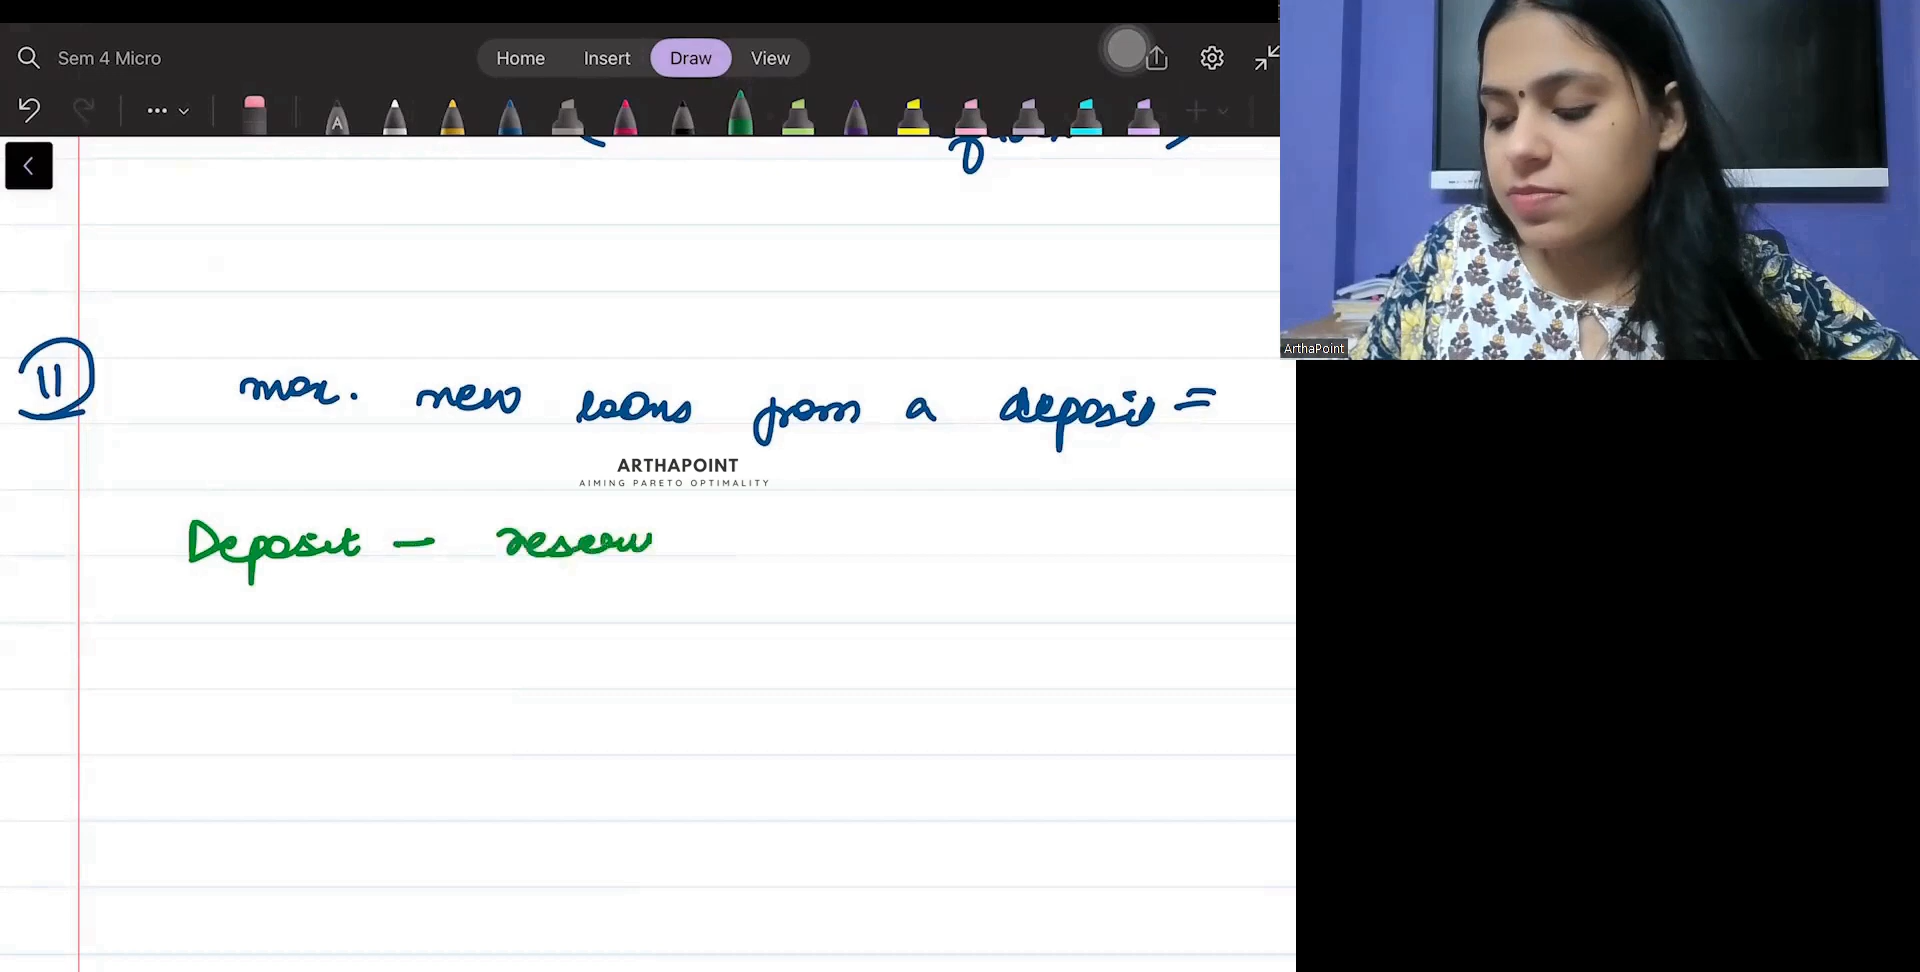 Sem 4 Micro
Home Insert Draw View
A
11 max. new loans from a deposit =
ARTHAPOINT
AIMING PARETO OPTIMALITY
Deposit - reserv
ArthaPoint